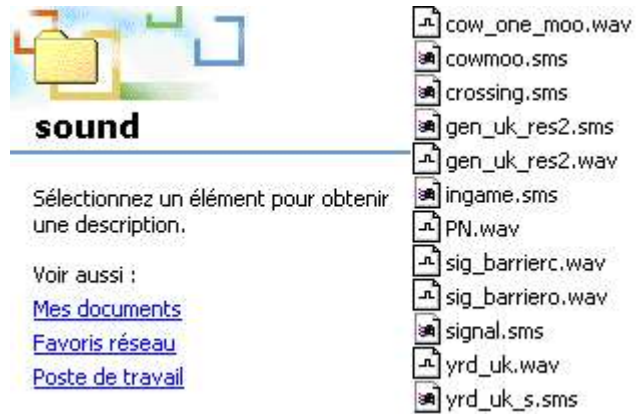 sound
Sélectionnez un élément pour obtenir
une description.
Voir aussi :
Mes documents
Favoris réseau
Poste de travail
cow_one_moo.wav
cowmoo.sms
crossing.sms
gen_uk_res2.sms
gen_uk_res2.wav
ingame.sms
PN.wav
sig_barrierc.wav
sig_barriero.wav
signal.sms
yrd_uk.wav
yrd_uk_s.sms